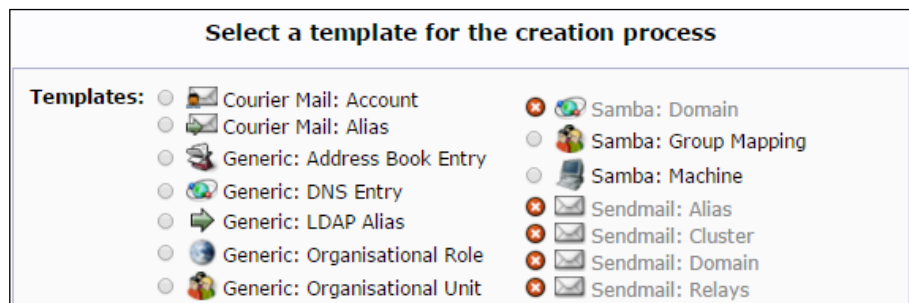 Select a template for the creation process
Templates:
Courier Mail: Account
Courier Mail: Alias
Generic: Address Book Entry
Generic: DNS Entry
Generic: LDAP Alias
Generic: Organisational Role
Generic: Organisational Unit
Samba: Domain
Samba: Group Mapping
Samba: Machine
Sendmail: Alias
Sendmail: Cluster
Sendmail: Domain
Sendmail: Relays